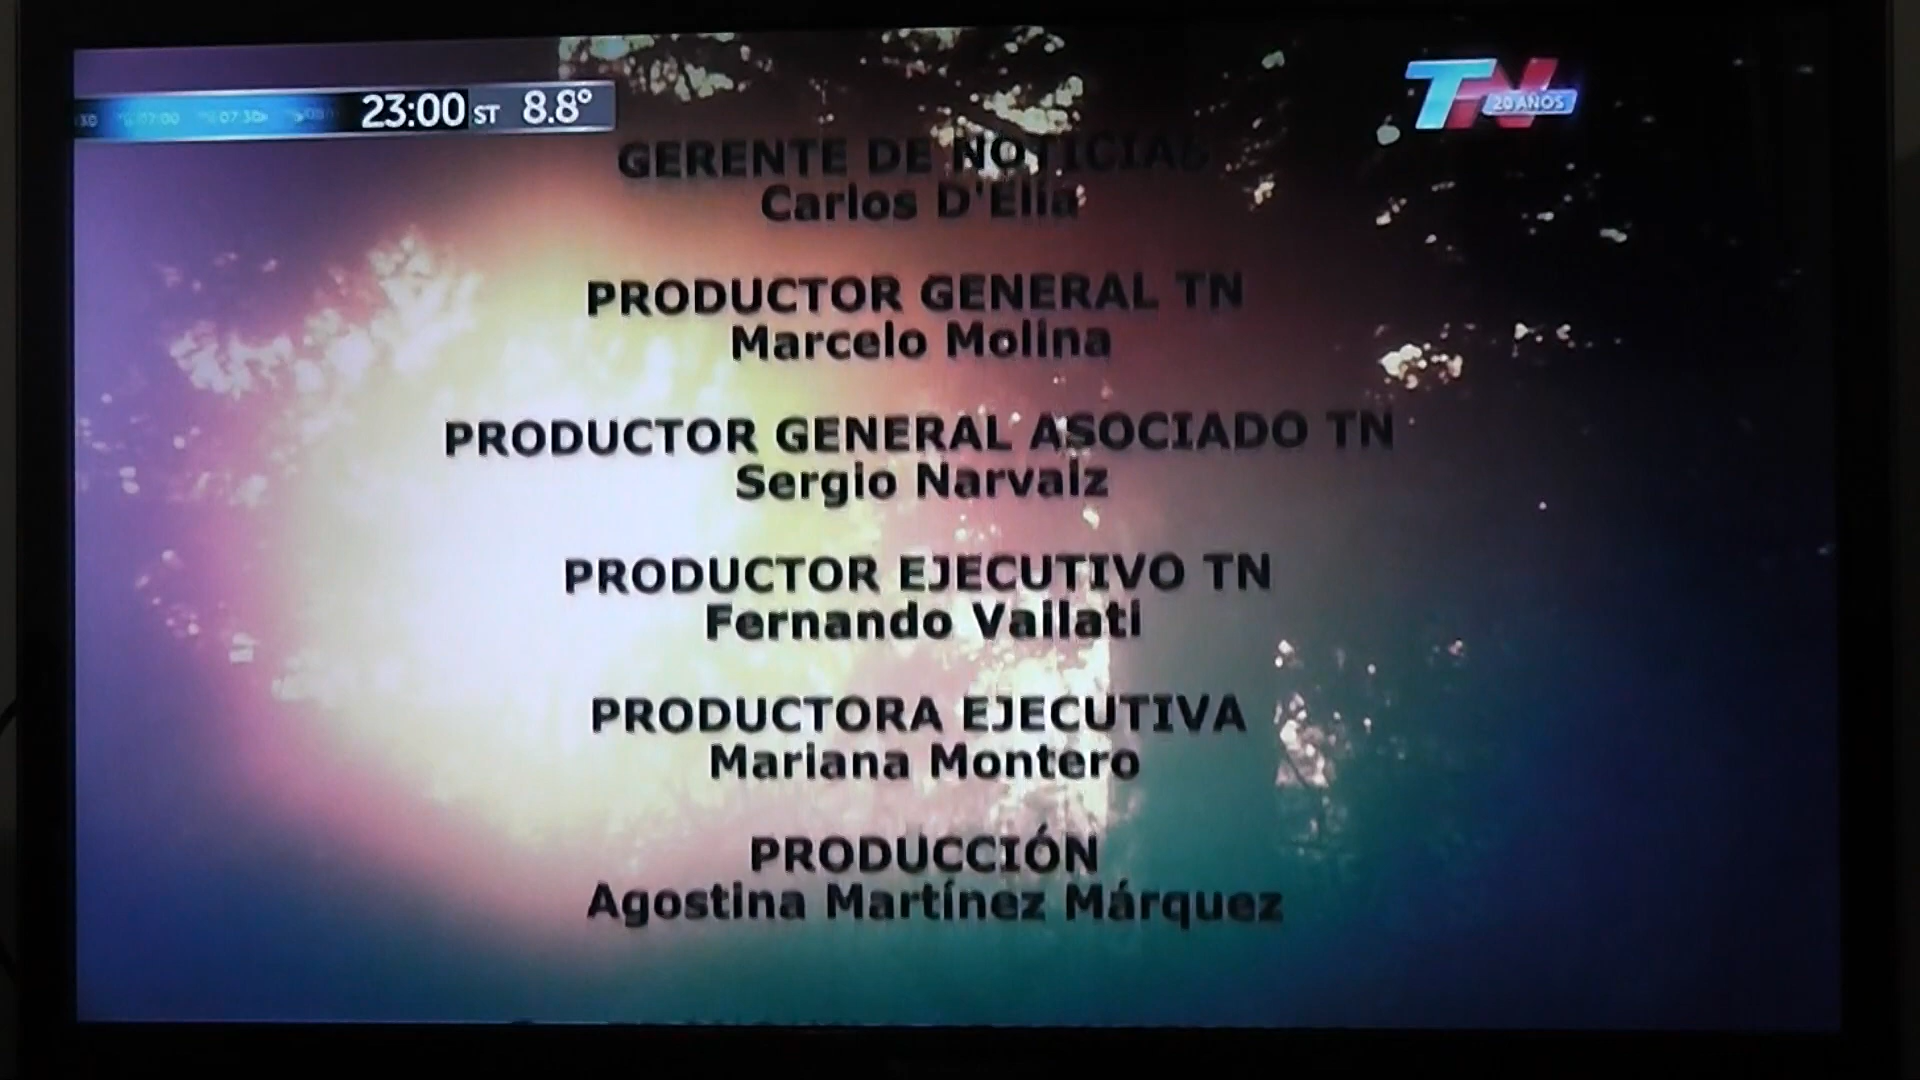 23:00 ST 8.8°
TN
20 AÑOS
GERENTE DE NOTICIAS
Carlos D'Elía
PRODUCTOR GENERAL TN
Marcelo Molina
PRODUCTOR GENERAL ASOCIADO TN
Sergio Narvaiz
PRODUCTOR EJECUTIVO TN
Fernando Vailati
PRODUCTORA EJECUTIVA
Mariana Montero
PRODUCCIÓN
Agostina Martínez Márquez